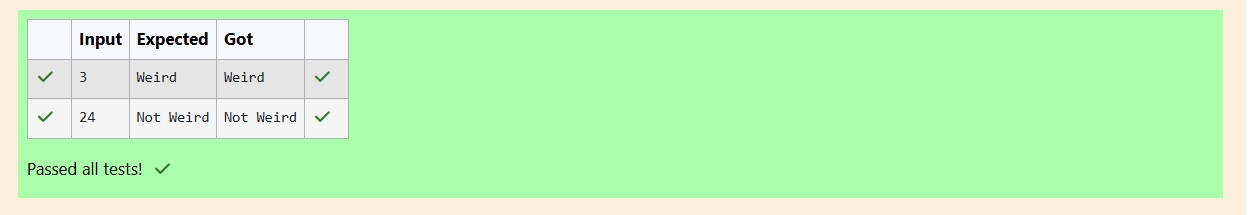 Input Expected Got
3 Weird Weird
24 Not Weird Not Weird
Passed all tests!